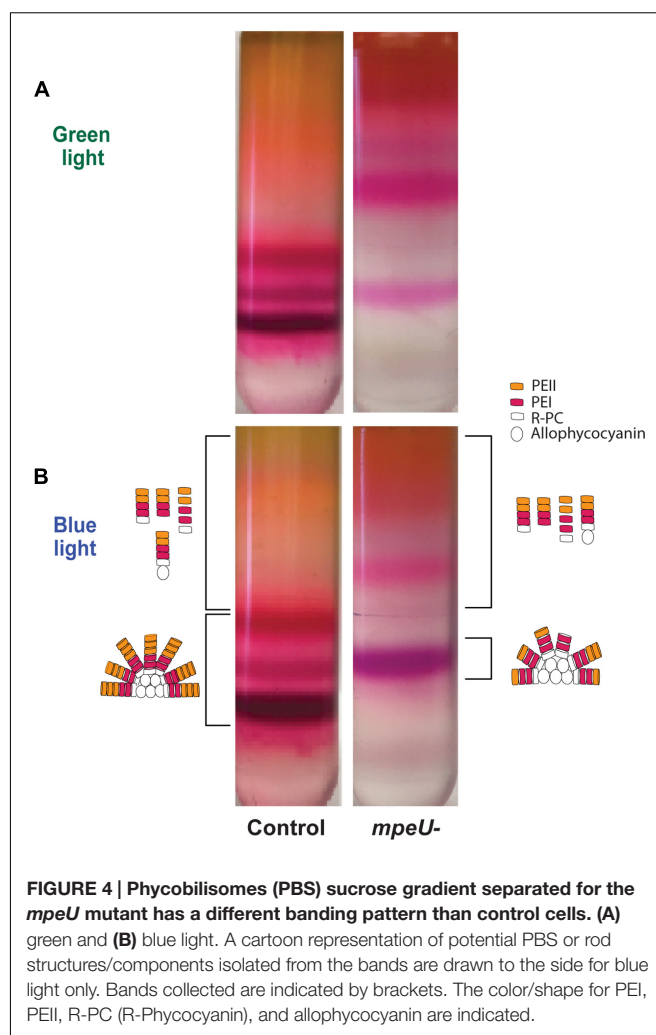 A
Green
light
PEII
PEI
R-PC
Allophycocyanin
B
Blue
light
Control
mpeU-
FIGURE 4 | Phycobilisomes (PBS) sucrose gradient separated for the
mpeU mutant has a different banding pattern than control cells. (A)
green and (B) blue light. A cartoon representation of potential PBS or rod
structures/components isolated from the bands are drawn to the side for blue
light only. Bands collected are indicated by brackets. The color/shape for PEI,
PEII, R-PC (R-Phycocyanin), and allophycocyanin are indicated.